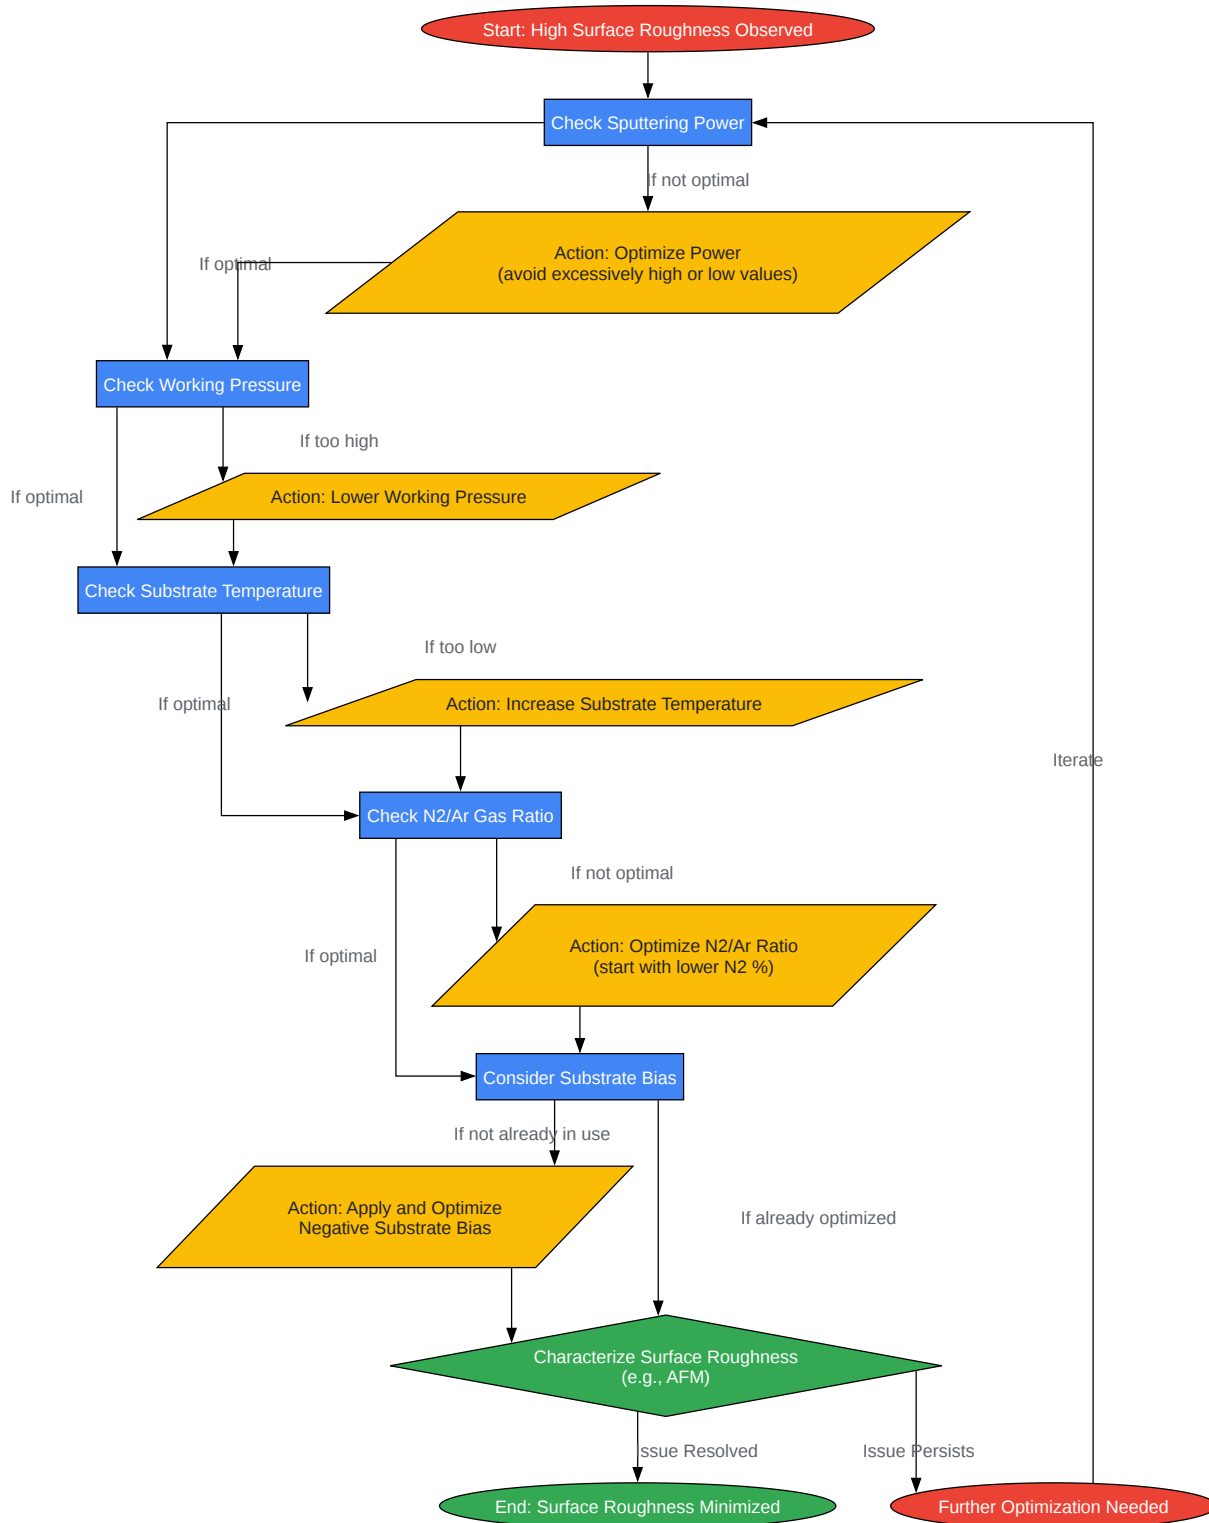 Start: High Surface Roughness Observed
Check Sputtering Power
If not optimal
Action: Optimize Power
(avoid excessively high or low values)
If optimal
Check Working Pressure
If too high
If optimal
Action: Lower Working Pressure
Check Substrate Temperature
If too low
If optimal
Action: Increase Substrate Temperature
Iterate
Check N2/Ar Gas Ratio
If not optimal
Action: Optimize N2/Ar Ratio
(start with lower N2 %)
If optimal
Consider Substrate Bias
If not already in use
Action: Apply and Optimize
Negative Substrate Bias
If already optimized
Characterize Surface Roughness
(e.g., AFM)
Issue Resolved
Issue Persists
End: Surface Roughness Minimized
Further Optimization Needed